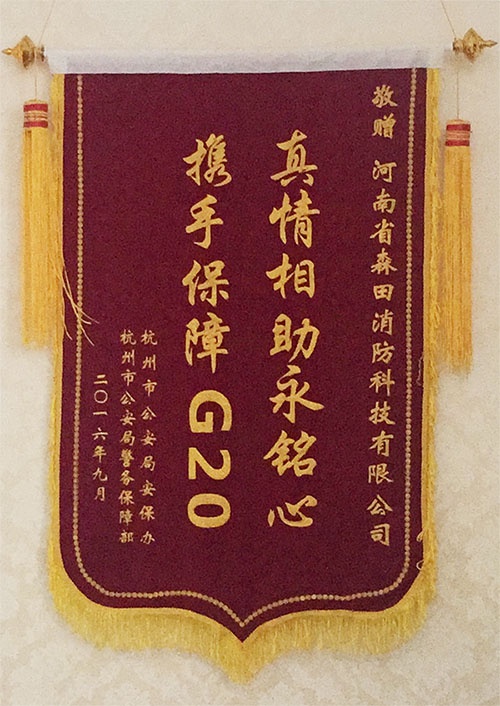 敬赠 河南省森田消防科技有限公司
真情相助永铭心
携手保障G20
杭州市公安局安保办
杭州市公安局警务保障部
二〇一六年九月